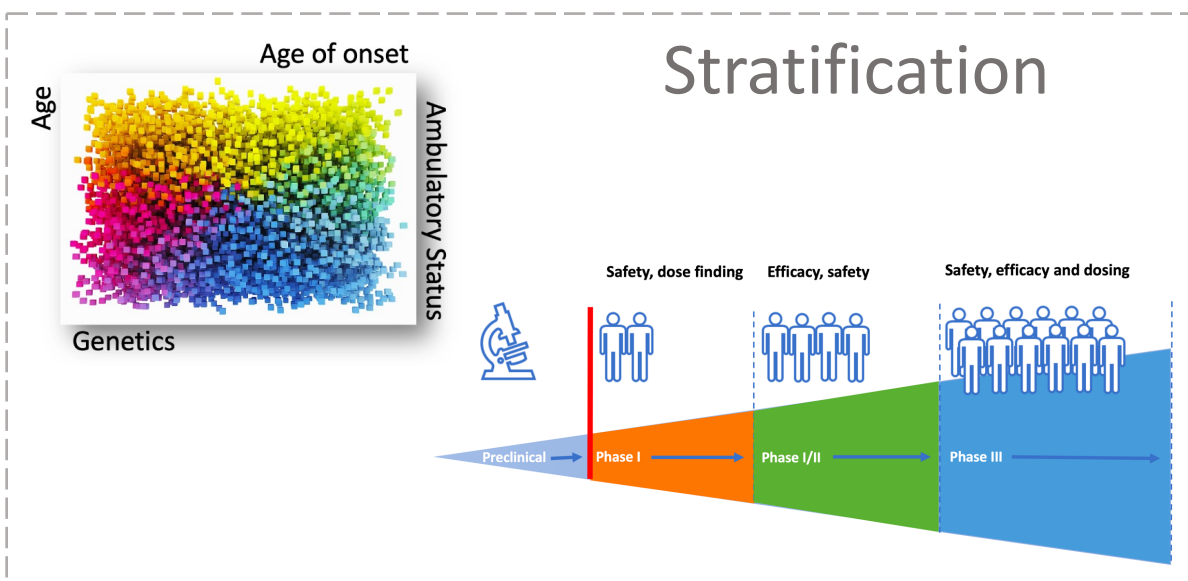 Age of onset
Stratification
Age
Ambulatory Status
Genetics
Safety, dose finding
Efficacy, safety
Safety, efficacy and dosing
Preclinical
Phase I
Phase I/II
Phase III